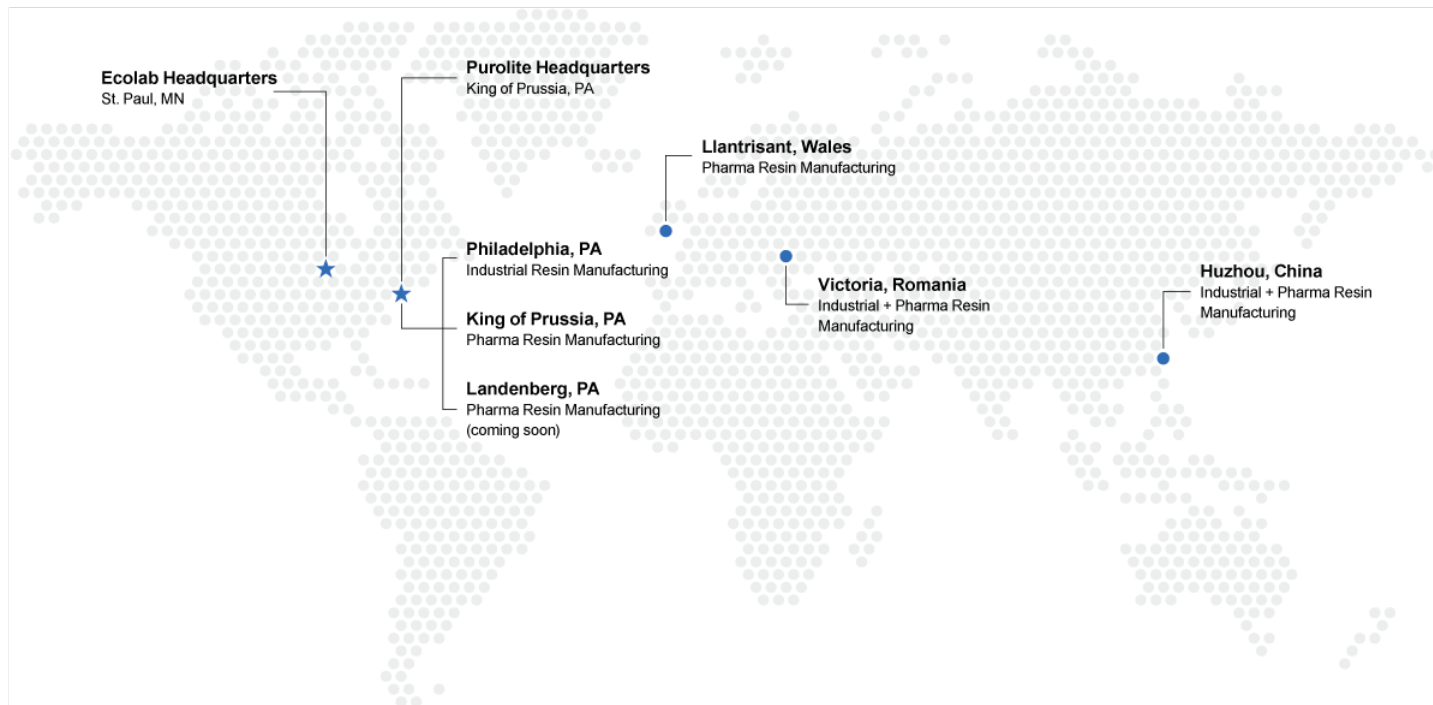 Ecolab Headquarters
St. Paul, MN
Purolite Headquarters
King of Prussia, PA
Llantrisant, Wales
Pharma Resin Manufacturing
Philadelphia, PA
Industrial Resin Manufacturing
King of Prussia, PA
Pharma Resin Manufacturing
Landenberg, PA
Pharma Resin Manufacturing
(coming soon)
Victoria, Romania
Industrial + Pharma Resin
Manufacturing
Huzhou, China
Industrial + Pharma Resin
Manufacturing